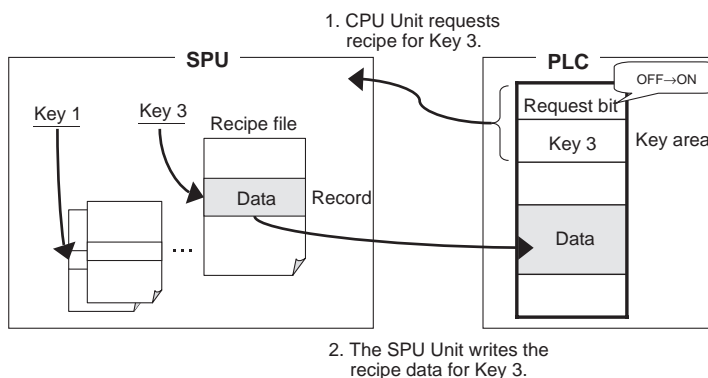 1. CPU Unit requests
recipe for Key 3.
SPU
PLC
OFF→ON
Request bit
Key 1
Key 3
Recipe file
Key 3
Key area
Data
Record
Data
...
2. The SPU Unit writes the
recipe data for Key 3.